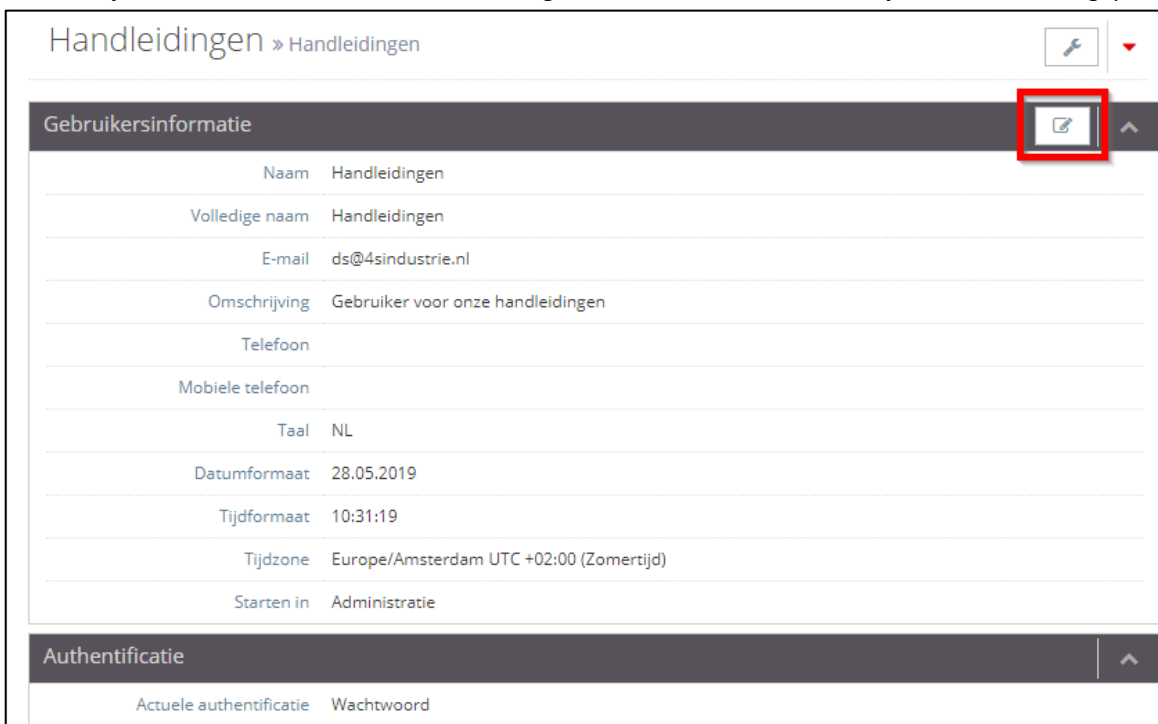 Handleidingen » Handleidingen
Gebruikersinformatie
Naam Handleidingen
Volledige naam Handleidingen
E-mail ds@4sindustrie.nl
Omschrijving Gebruiker voor onze handleidingen
Telefoon
Mobiele telefoon
Taal NL
Datumformaat 28.05.2019
Tijdformaat 10:31:19
Tijdzone Europe/Amsterdam UTC +02:00 (Zomertijd)
Starten in Administratie
Authentificatie
Actuele authentificatie Wachtwoord